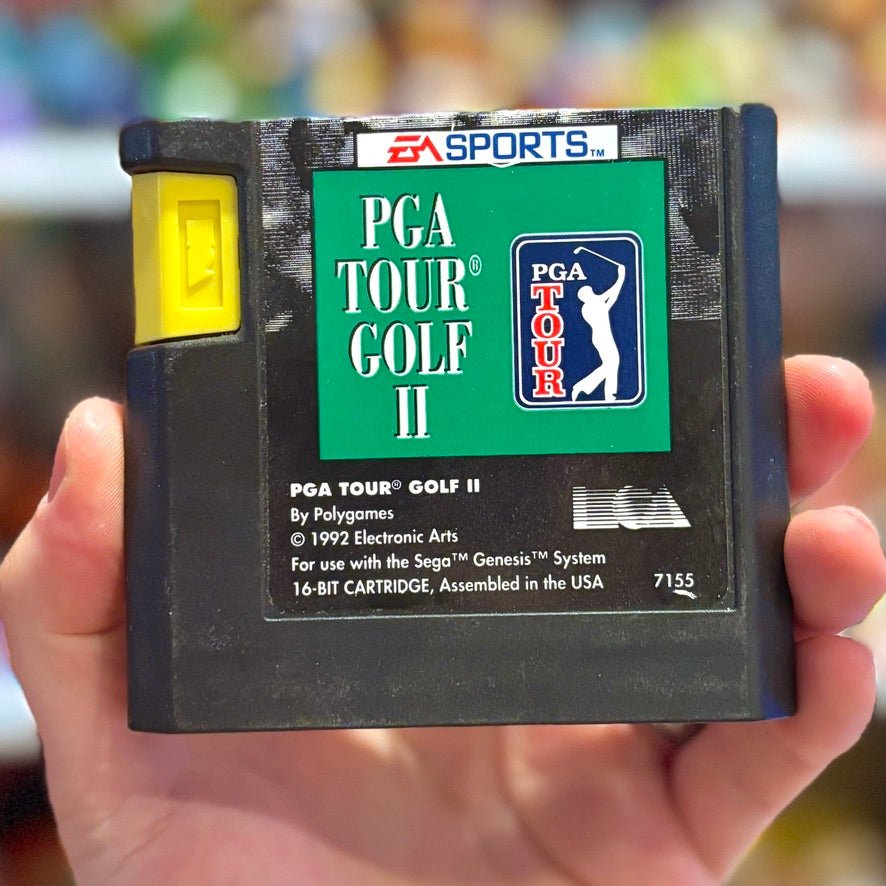 EA SPORTS™
PGA
TOUR®
GOLF
II
PGA
TOUR
PGA TOUR® GOLF II
By Polygames
© 1992 Electronic Arts
For use with the Sega™ Genesis™ System
16-BIT CARTRIDGE, Assembled in the USA
7155
EA